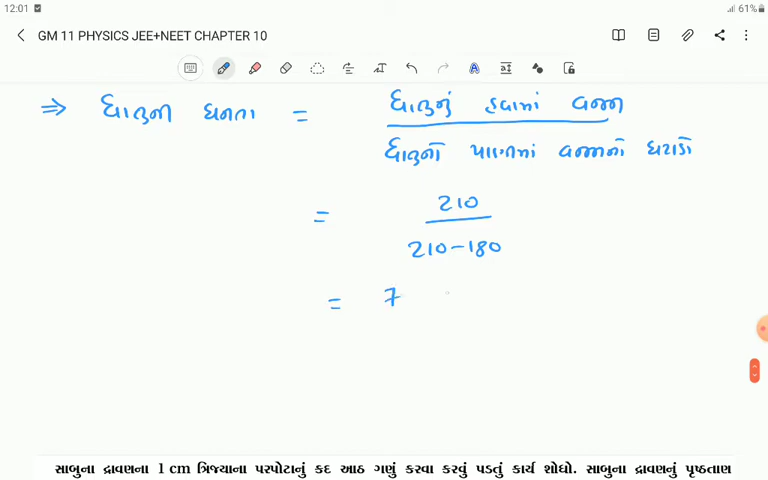 12:01 61%
GM 11 PHYSICS JEE+NEET CHAPTER 10
⇒ ધાતુની ઘનતા = ધાતુનું હવામાં વજન
ધાતુનો પાણીમાં વજનનો ઘટાડો
= 210
210-180
= 7
સાબુના દ્રાવણના 1 cm ત્રિજ્યાના પરપોટાનું કદ આઠ ગણું કરવા કરવું પડતું કાર્ય શોધો. સાબુના દ્રાવણનું પૃષ્ઠતાણ